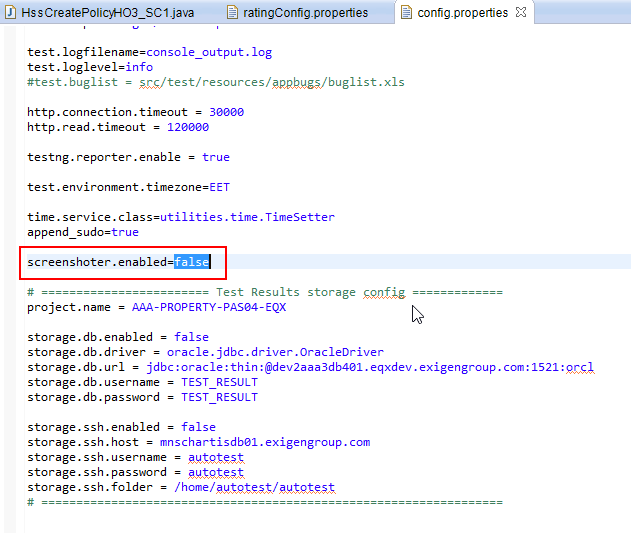 HssCreatePolicyHO3_SC1.java
ratingConfig.properties
config.properties
test.logfilename=console_output.log
test.loglevel=info
#test.buglist = src/test/resources/appbugs/buglist.xls
http.connection.timeout = 30000
http.read.timeout = 120000
testng.reporter.enable = true
test.environment.timezone=EET
time.service.class=utilities.time.TimeSetter
append_sudo=true
screenshoter.enabled=false
# ======================== Test Results storage config =============
project.name = AAA-PROPERTY-PAS04-EQX
storage.db.enabled = false
storage.db.driver = oracle.jdbc.driver.OracleDriver
storage.db.url = jdbc:oracle:thin:@dev2aaa3db401.eqxdev.exigengroup.com:1521:orcl
storage.db.username = TEST_RESULT
storage.db.password = TEST_RESULT
storage.ssh.enabled = false
storage.ssh.host = mnschartisdb01.exigengroup.com
storage.ssh.username = autotest
storage.ssh.password = autotest
storage.ssh.folder = /home/autotest/autotest
# ==================================================================